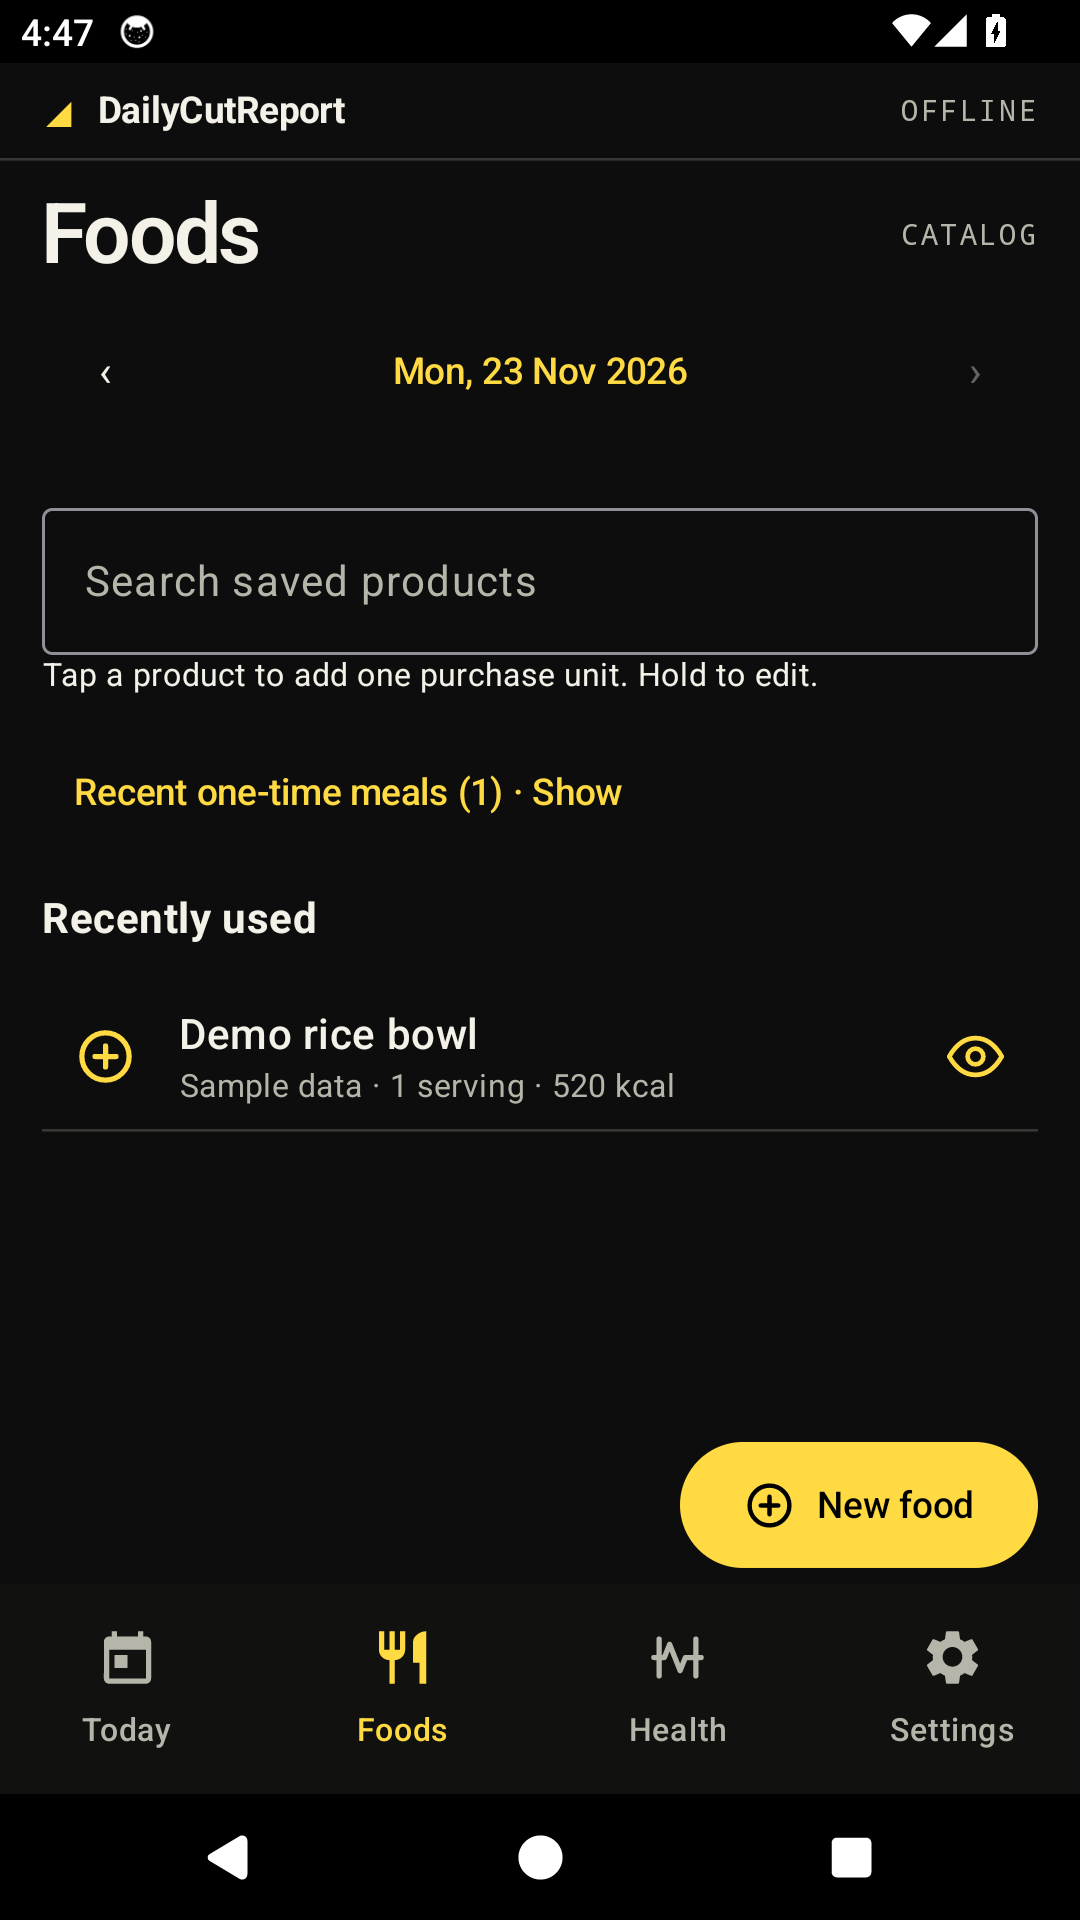 4:47
DailyCutReport
OFFLINE
Foods
CATALOG
‹
Mon, 23 Nov 2026
›
Search saved products
Tap a product to add one purchase unit. Hold to edit.
Recent one-time meals (1) · Show
Recently used
Demo rice bowl
Sample data · 1 serving · 520 kcal
New food
Today
Foods
Health
Settings